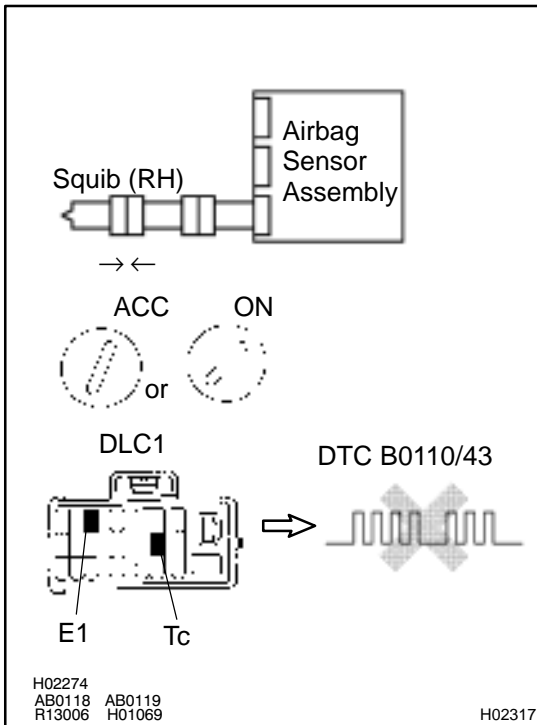 Airbag
Sensor
Assembly
Squib (RH)
ACC ON
or
DLC1
DTC B0110/43
E1 Tc
H02274
AB0118 AB0119
R13006 H01069
H02317